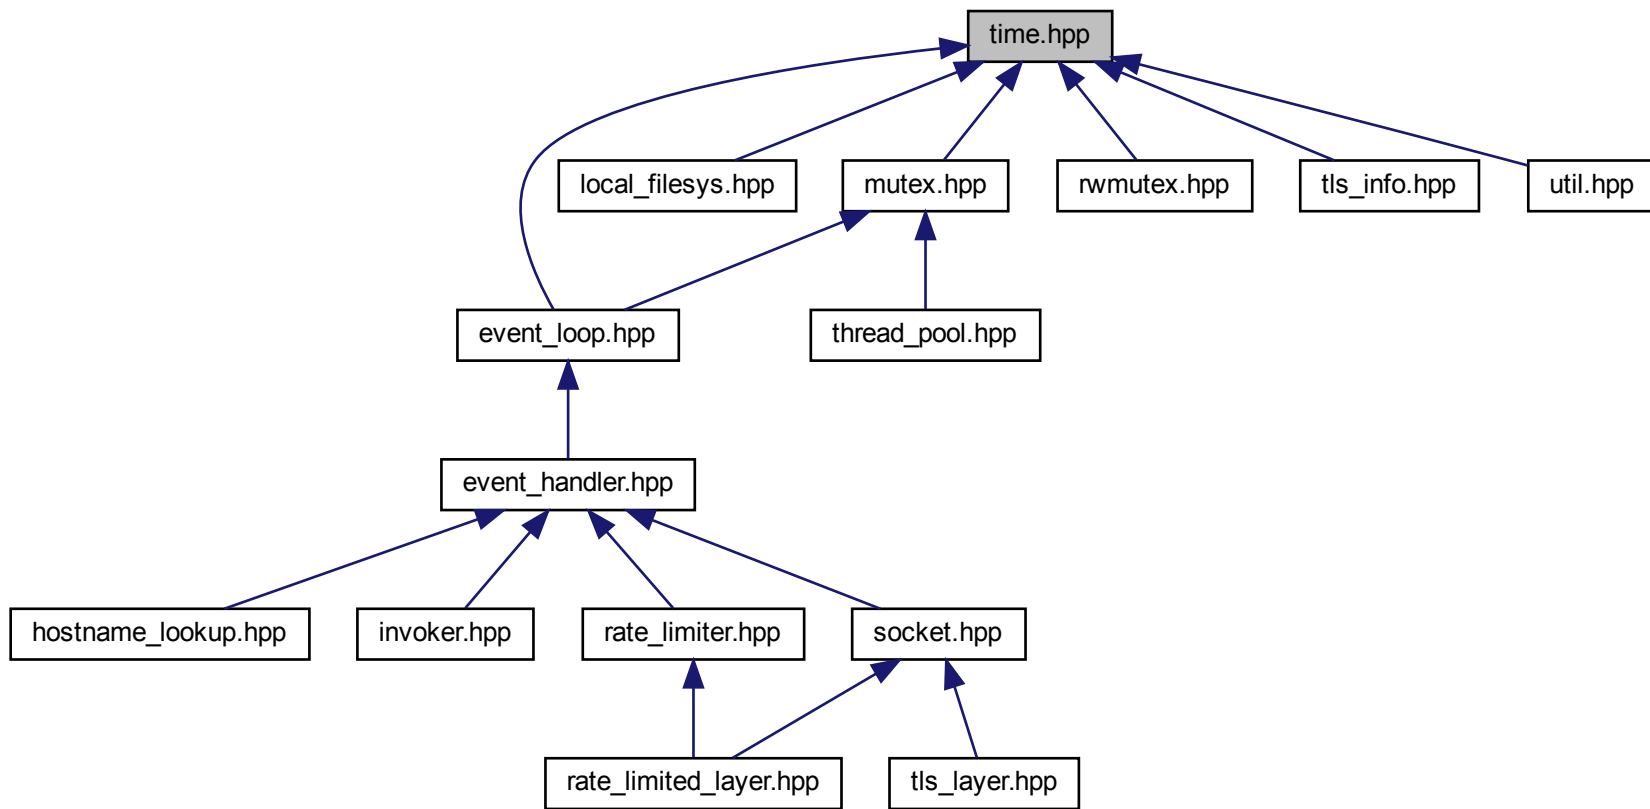 time.hpp
local_filesys.hpp
mutex.hpp
rwmutex.hpp
tls_info.hpp
util.hpp
event_loop.hpp
thread_pool.hpp
event_handler.hpp
hostname_lookup.hpp
invoker.hpp
rate_limiter.hpp
socket.hpp
rate_limited_layer.hpp
tls_layer.hpp